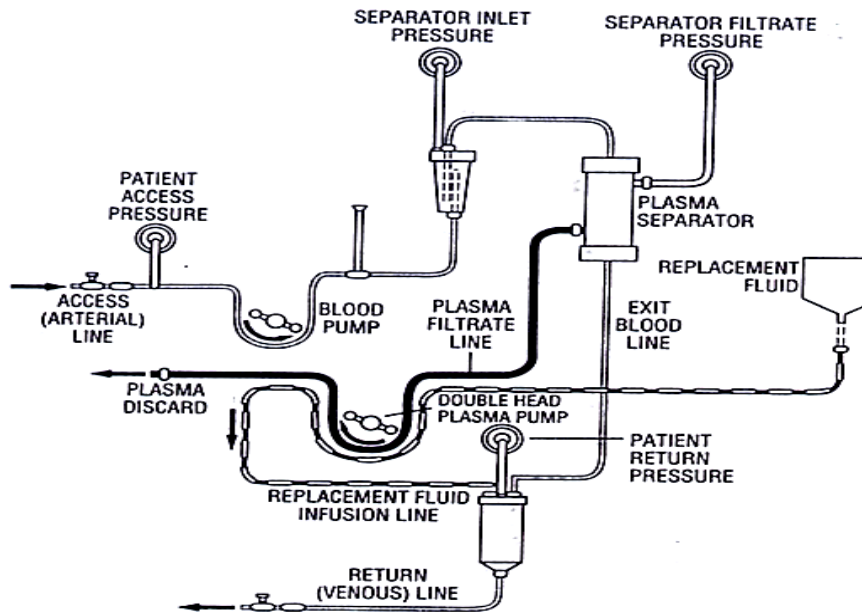 SEPARATOR INLET
PRESSURE
SEPARATOR FILTRATE
PRESSURE
PATIENT
ACCESS
PRESSURE
PLASMA
SEPARATOR
REPLACEMENT
FLUID
ACCESS
(ARTERIAL)
LINE
BLOOD
PUMP
PLASMA
FILTRATE
LINE
EXIT
BLOOD
LINE
PLASMA
DISCARD
DOUBLE HEAD
PLASMA PUMP
PATIENT
RETURN
PRESSURE
REPLACEMENT FLUID
INFUSION LINE
RETURN
(VENOUS) LINE